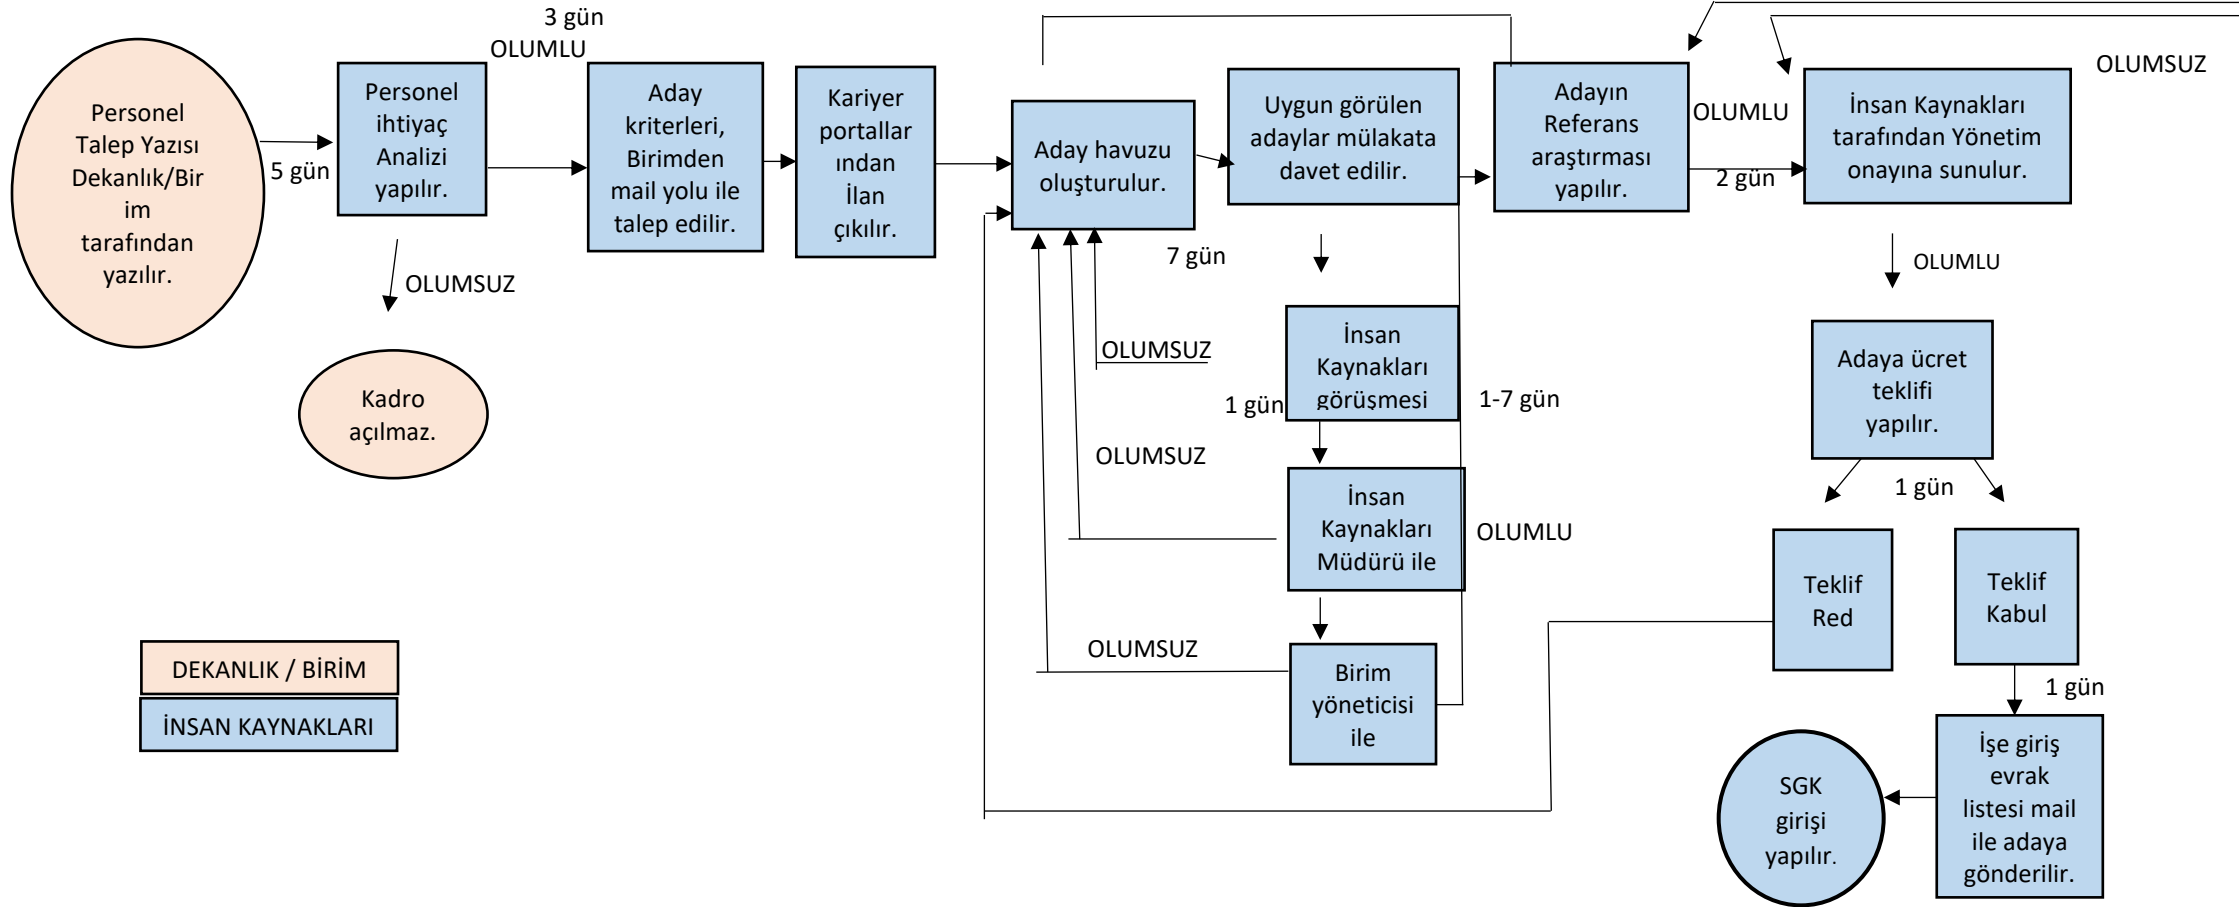 3 gün
OLUMLU
Personel
Talep Yazısı
Dekanlık/Bir
im
tarafından
yazılır.
5 gün
Personel
ihtiyaç
Analizi
yapılır.
OLUMSUZ
Kadro
açılmaz.
Aday
kriterleri,
Birimden
mail yolu ile
talep edilir.
Kariyer
portallar
ından
İlan
çıkılır.
Aday havuzu
oluşturulur.
7 gün
Uygun görülen
adaylar mülakata
davet edilir.
OLUMSUZ
1 gün
İnsan
Kaynakları
görüşmesi
1-7 gün
OLUMSUZ
İnsan
Kaynakları
Müdürü ile
OLUMLU
OLUMSUZ
Birim
yöneticisi
ile
Adayın
Referans
araştırması
yapılır.
OLUMLU
2 gün
İnsan Kaynakları
tarafından Yönetim
onayına sunulur.
OLUMSUZ
OLUMLU
Adaya ücret
teklifi
yapılır.
1 gün
Teklif
Red
Teklif
Kabul
1 gün
İşe giriş
evrak
listesi mail
ile adaya
gönderilir.
SGK
girişi
yapılır.
DEKANLIK / BİRİM
İNSAN KAYNAKLARI